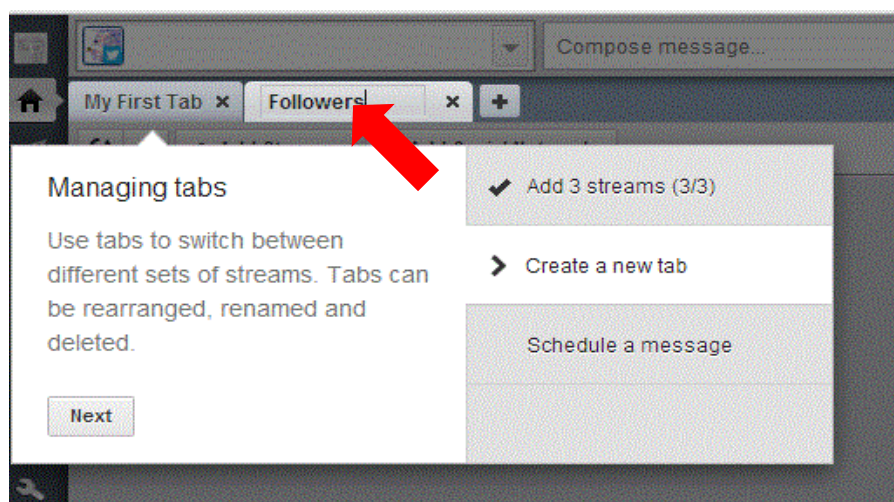 Compose message...
My First Tab
Followers
Managing tabs
Use tabs to switch between
different sets of streams. Tabs can
be rearranged, renamed and
deleted.
Next
Add 3 streams (3/3)
Create a new tab
Schedule a message